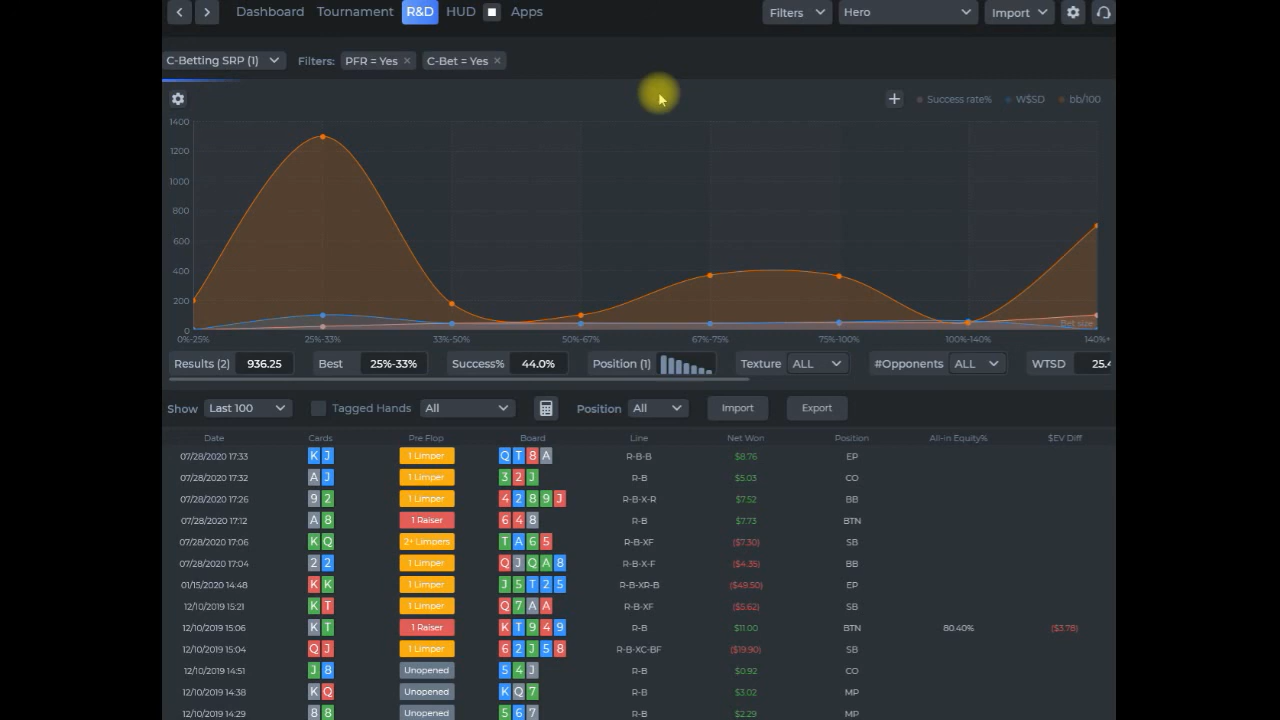 Dashboard Tournament R&D HUD Apps Filters Hero Import
C-Betting SRP (1) Filters: PFR = Yes × C-Bet = Yes ×
Success rate% W$SD bb/100
1400
1200
1000
800
600
400
200
0
Bet size
0%-25% 25%-33% 33%-50% 50%-67% 67%-75% 75%-100% 100%-140% 140%+
Results (2) 936.25 Best 25%-33% Success% 44.0% Position (1) Texture ALL #Opponents ALL WTSD 25.4
Show Last 100 Tagged Hands All Position All Import Export
Date Cards Pre Flop Board Line Net Won Position All-in Equity% $EV Diff
07/28/2020 17:33 K J 1 Limper Q T 8 A R-B-B $8.76 EP
07/28/2020 17:32 A J 1 Limper 3 2 J R-B $5.03 CO
07/28/2020 17:26 9 2 1 Limper 4 2 8 9 J R-B-X-R $7.52 BB
07/28/2020 17:12 A 8 1 Raiser 6 4 8 R-B $7.73 BTN
07/28/2020 17:06 K Q 2+ Limpers T A 6 5 R-B-XF ($7.30) SB
07/28/2020 17:04 2 2 1 Limper Q J Q A 8 R-B-X-F ($4.35) BB
01/15/2020 14:48 K K 1 Limper J 5 T 2 5 R-B-XR-B ($49.50) EP
12/10/2019 15:21 K T 1 Limper Q 7 A A R-B-XF ($5.62) SB
12/10/2019 15:06 K T 1 Raiser K T 9 4 9 R-B $11.00 BTN 80.40% ($3.78)
12/10/2019 15:04 Q J 1 Limper 6 2 J 5 8 R-B-XC-BF ($19.90) SB
12/10/2019 14:51 J 8 Unopened 5 4 J R-B $0.92 CO
12/10/2019 14:38 K Q Unopened K Q 7 R-B $3.02 MP
12/10/2019 14:29 8 8 Unopened 5 6 7 R-B $2.29 MP